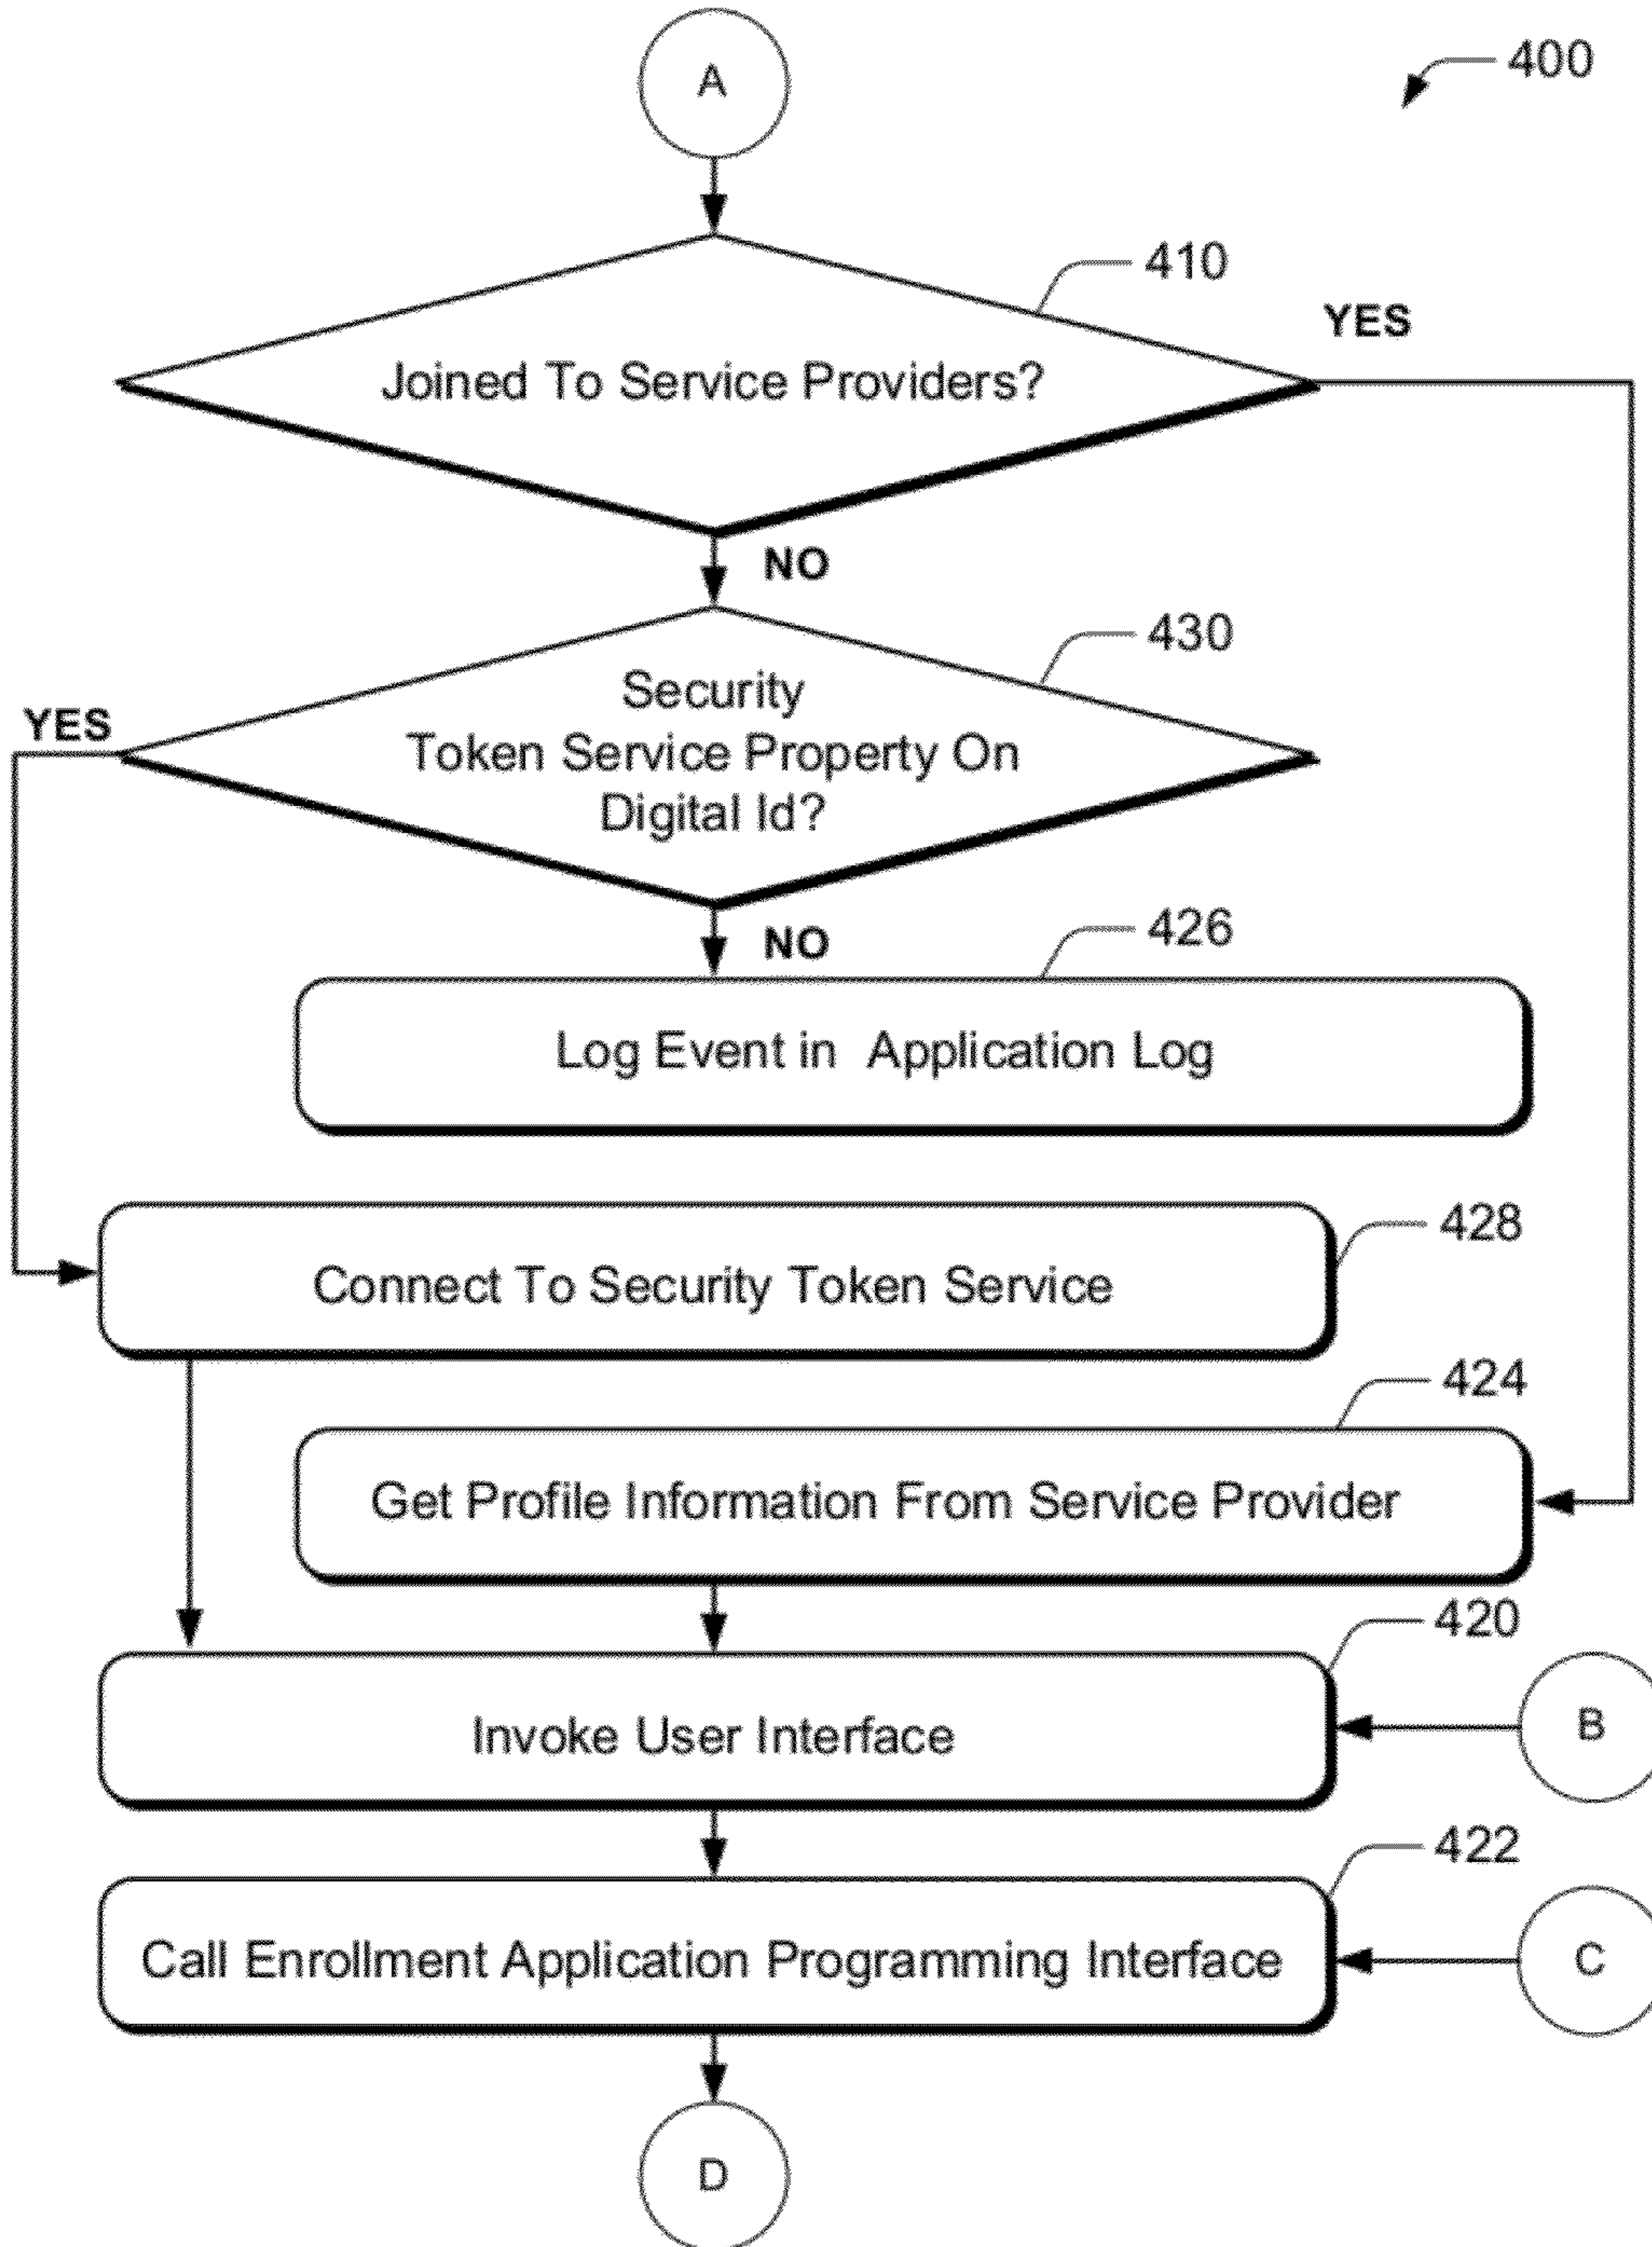 A
400
410
YES
Joined To Service Providers?
NO
430
Security
YES
Token Service Property On
Digital Id?
NO
426
Log Event in Application Log
428
Connect To Security Token Service
424
Get Profile Information From Service Provider
420
Invoke User Interface
B
422
Call Enrollment Application Programming Interface
C
D